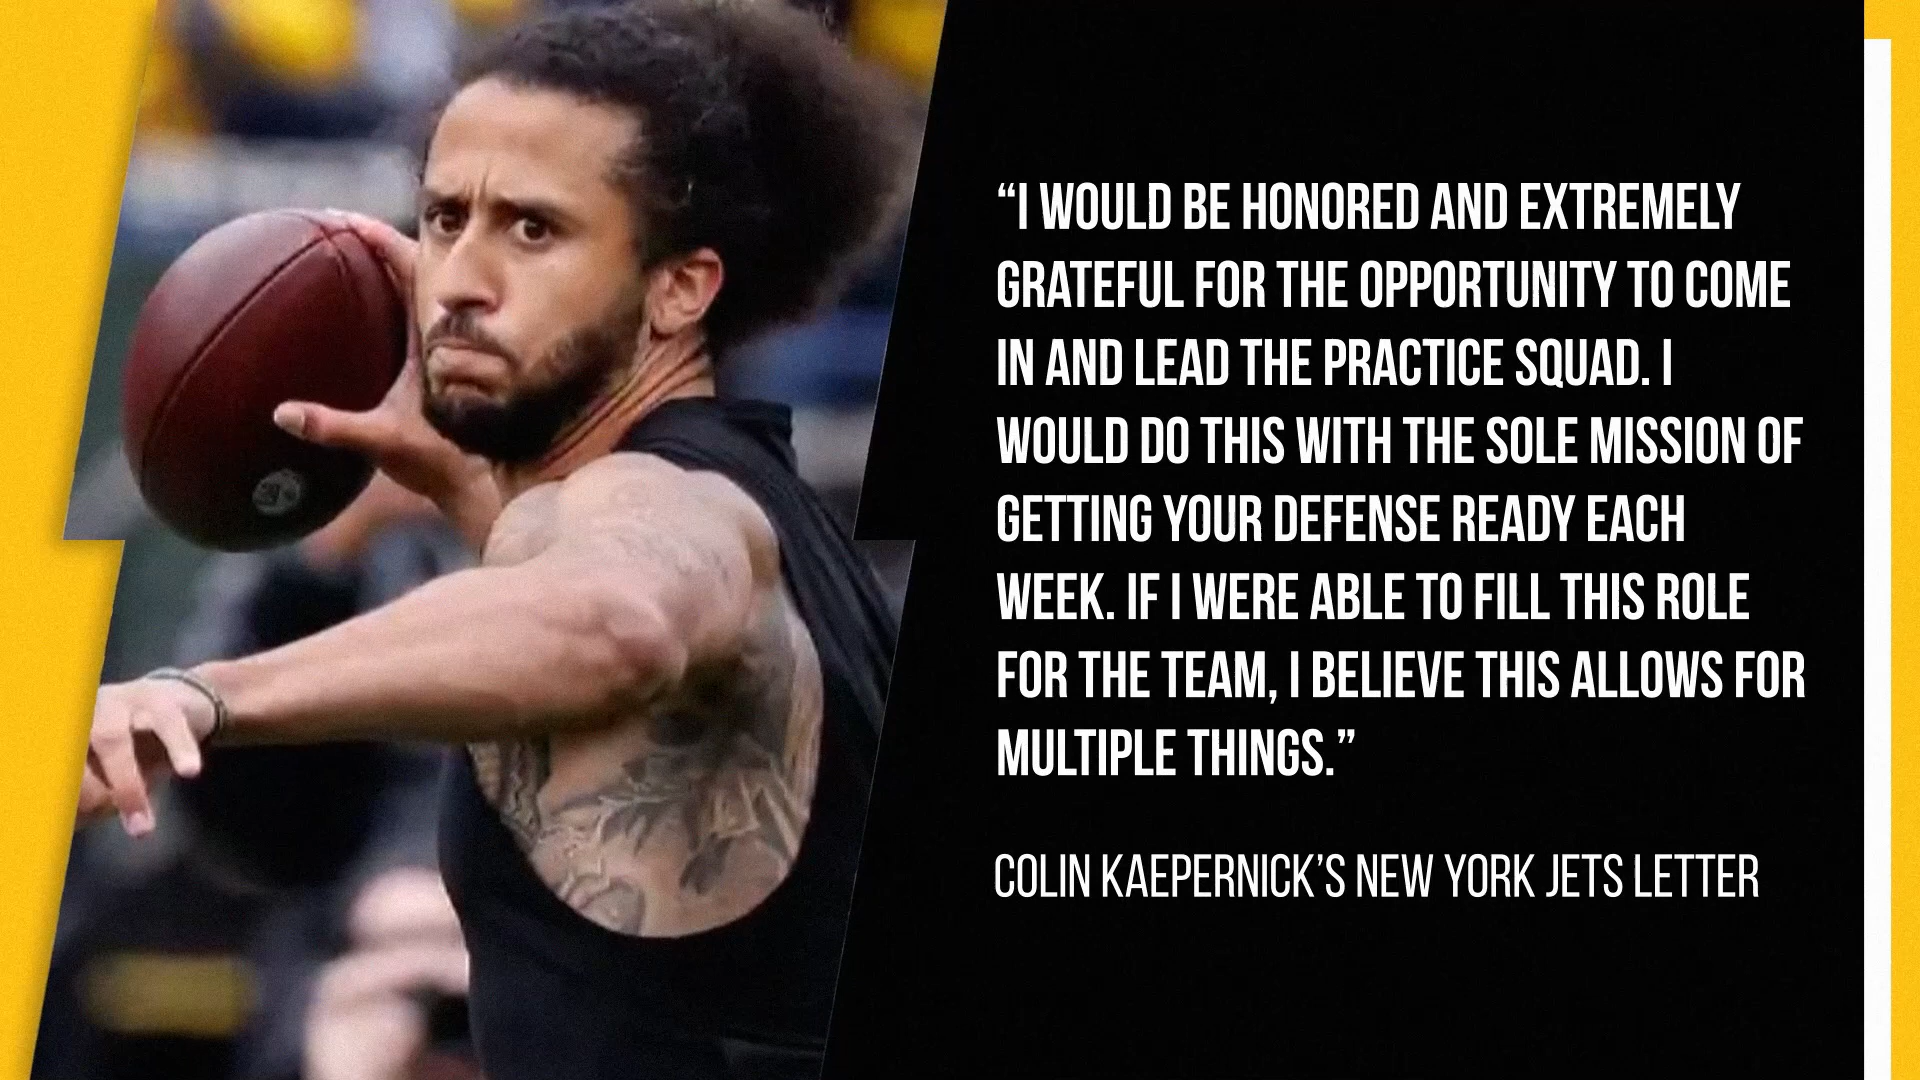 “I WOULD BE HONORED AND EXTREMELY
GRATEFUL FOR THE OPPORTUNITY TO COME
IN AND LEAD THE PRACTICE SQUAD. I
WOULD DO THIS WITH THE SOLE MISSION OF
GETTING YOUR DEFENSE READY EACH
WEEK. IF I WERE ABLE TO FILL THIS ROLE
FOR THE TEAM, I BELIEVE THIS ALLOWS FOR
MULTIPLE THINGS.”
COLIN KAEPERNICK’S NEW YORK JETS LETTER